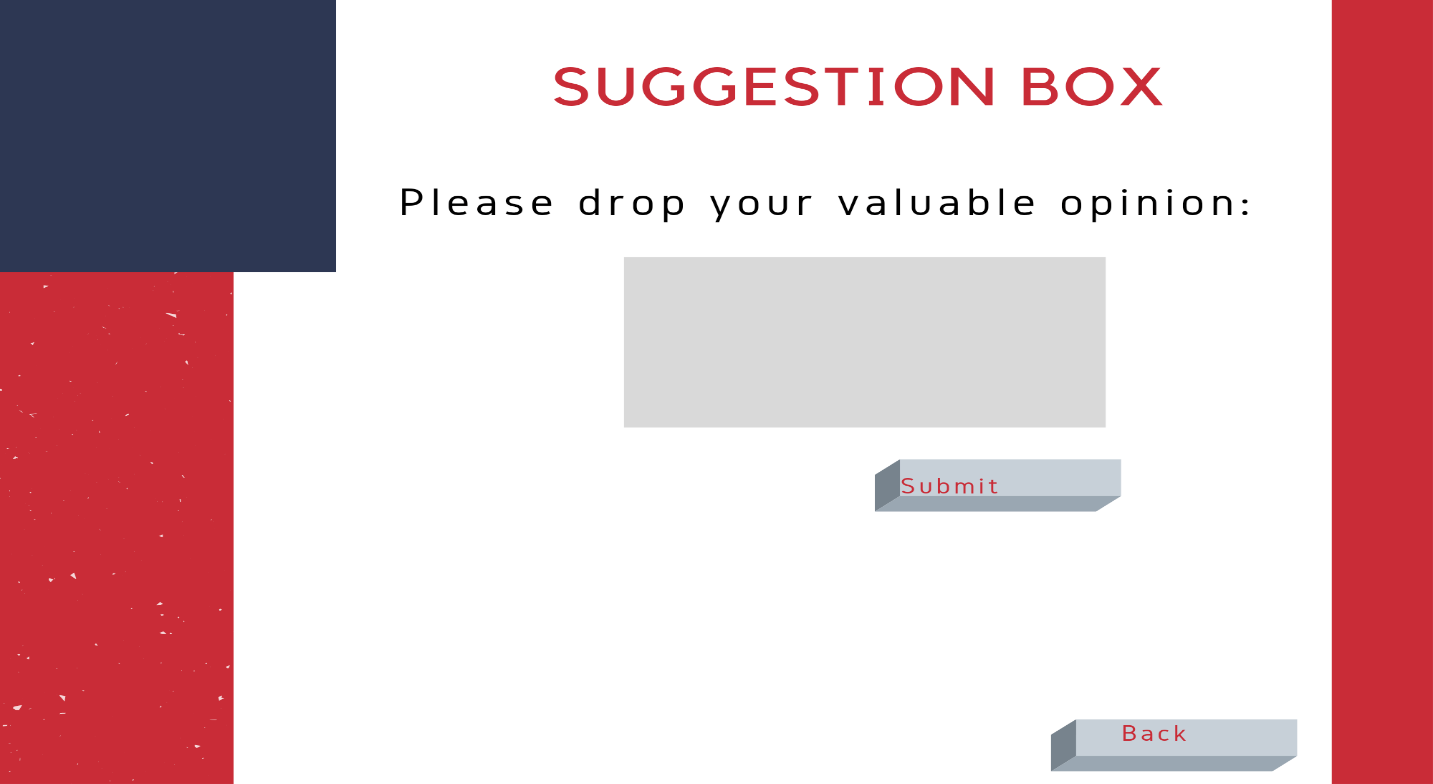 SUGGESTION BOX
Please drop your valuable opinion:
Submit
Back